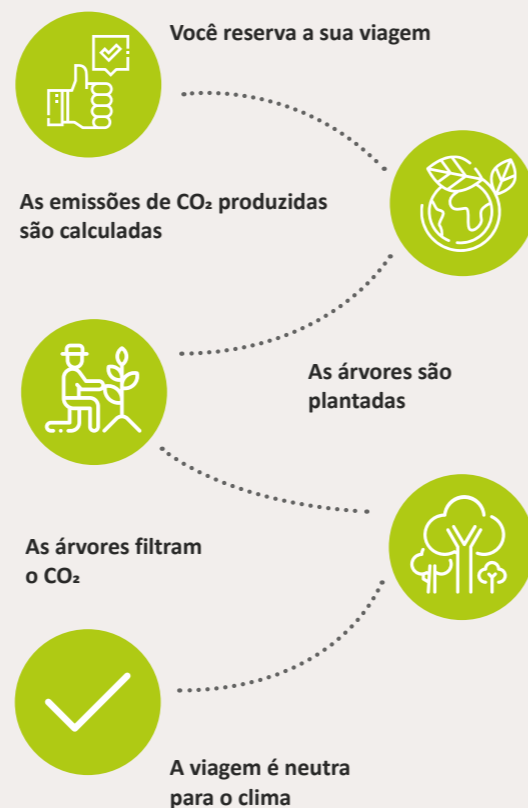 Você reserva a sua viagem
As emissões de CO₂ produzidas
são calculadas
As árvores são
plantadas
As árvores filtram
o CO₂
A viagem é neutra
para o clima